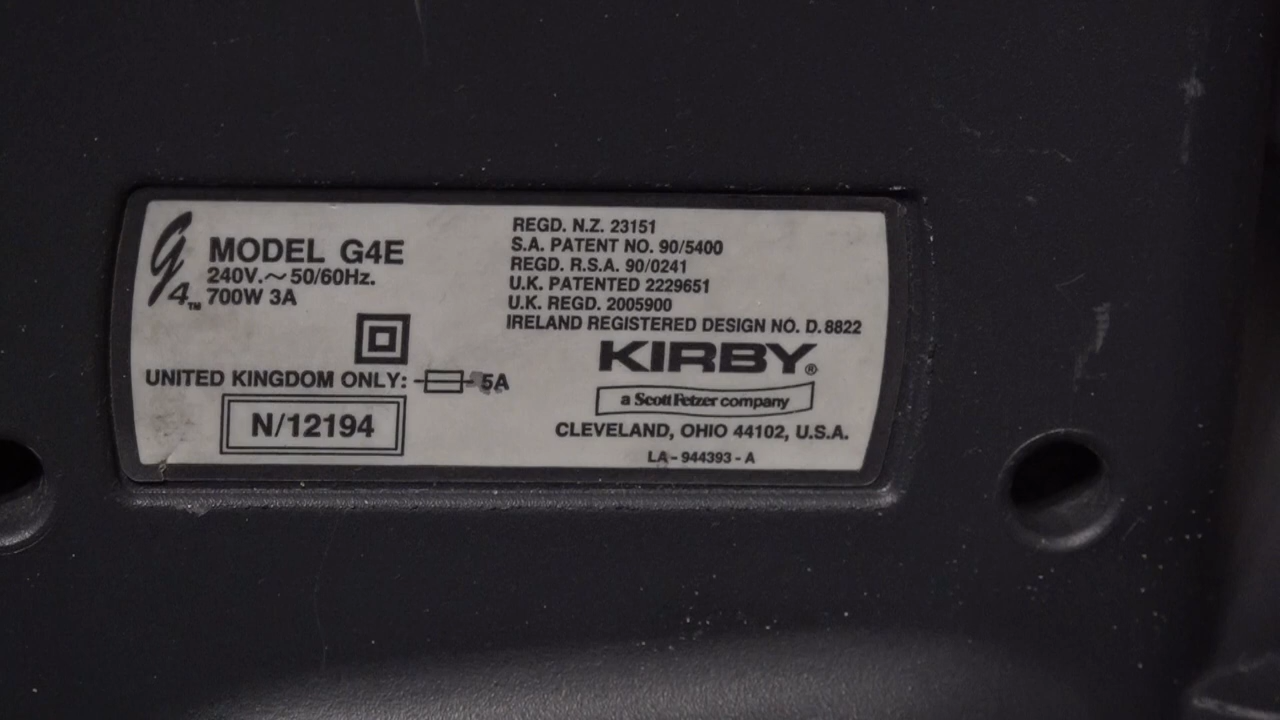 G4™
MODEL G4E
240V.~50/60Hz.
700W 3A
UNITED KINGDOM ONLY: 5A
N/12194
REGD. N.Z. 23151
S.A. PATENT NO. 90/5400
REGD. R.S.A. 90/0241
U.K. PATENTED 2229651
U.K. REGD. 2005900
IRELAND REGISTERED DESIGN NO. D.8822
KIRBY®
a Scott Fetzer company
CLEVELAND, OHIO 44102, U.S.A.
LA-944393-A